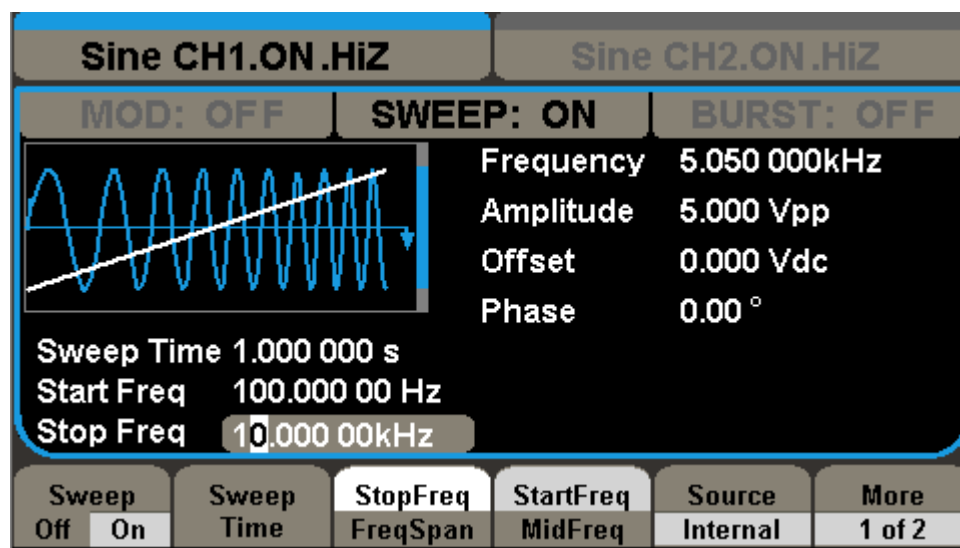 Sine CH1.ON.HiZ
Sine CH2.ON.HiZ
MOD: OFF
SWEEP: ON
BURST: OFF
Frequency 5.050 000kHz
Amplitude 5.000 Vpp
Offset 0.000 Vdc
Phase 0.00 °
Sweep Time 1.000 000 s
Start Freq 100.000 00 Hz
Stop Freq 10.000 00kHz
Sweep
Off On
Sweep
Time
StopFreq
FreqSpan
StartFreq
MidFreq
Source
Internal
More
1 of 2